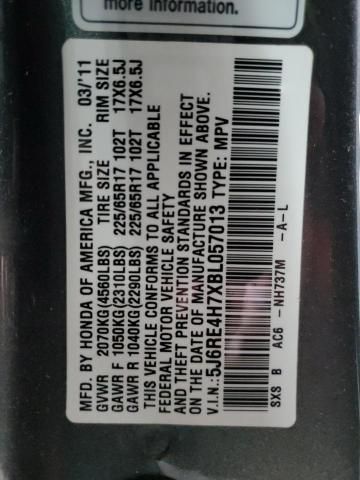 more information.
MFD. BY HONDA OF AMERICA MFG., INC. 03/'11
GVWR 2070KG(4560LBS) TIRE SIZE RIM SIZE
GAWR F 1050KG(2310LBS) 225/65R17 102T 17X6.5J
GAWR R 1040KG(2290LBS) 225/65R17 102T 17X6.5J
THIS VEHICLE CONFORMS TO ALL APPLICABLE
FEDERAL MOTOR VEHICLE SAFETY
AND THEFT PREVENTION STANDARDS IN EFFECT
ON THE DATE OF MANUFACTURE SHOWN ABOVE.
V.I.N.:5J6RE4H7XBL057013 TYPE: MPV
SXS B AC6 -NH737M -A-L